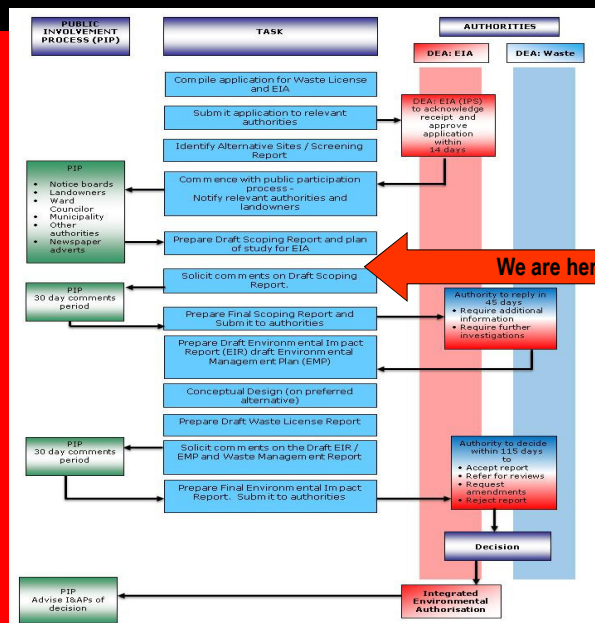 PUBLIC
INVOLVEMENT
PROCESS (PIP)
TASK
AUTHORITIES
DEA: EIA
DEA: Waste
Compile application for Waste License
and EIA
Submit application to relevant
authorities
DEA: EIA (IPS)
to acknowledge
receipt and
approve
application
within
14 days
Identify Alternative Sites / Screening
Report
PIP
• Notice boards
• Landowners
• Ward
Councilor
• Municipality
• Other
authorities
• Newspaper
adverts
Commence with public participation
process -
Notify relevant authorities and
landowners
Prepare Draft Scoping Report and plan
of study for EIA
We are her
Solicit comments on Draft Scoping
Report.
PIP
30 day comments
period
Authority to reply in
45 days
• Require additional
information
• Require further
investigations
Prepare Final Scoping Report and
Submit to authorities
Prepare Draft Environmental Impact
Report (EIR) draft Environmental
Management Plan (EMP)
Conceptual Design (on preferred
alternative)
Prepare Draft Waste License Report
PIP
30 day comments
period
Solicit comments on the Draft EIR /
EMP and Waste Management Report
Authority to decide
within 115 days
to
• Accept report
• Refer for reviews
• Request
amendments
• Reject report
Prepare Final Environmental Impact
Report. Submit to authorities
Decision
PIP
Advise I&APs of
decision
Integrated
Environmental
Authorisation